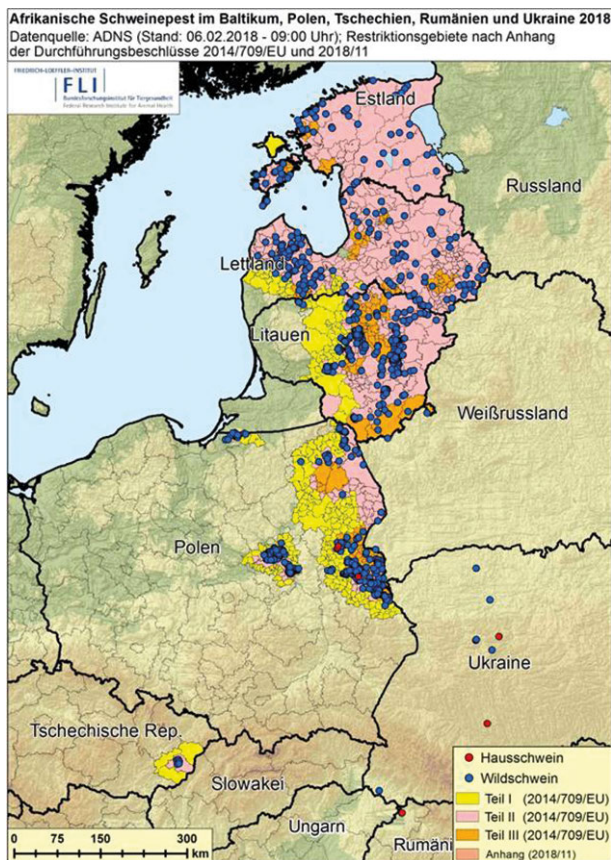 Afrikanische Schweinepest im Baltikum, Polen, Tschechien, Rumänien und Ukraine 2018
Datenquelle: ADNS (Stand: 06.02.2018 - 09:00 Uhr); Restriktionsgebiete nach Anhang
der Durchführungsbeschlüsse 2014/709/EU und 2018/11
FRIEDRICH-LOEFFLER-INSTITUT
FLI
Bundesforschungsinstitut für Tiergesundheit
Federal Research Institute for Animal Health
Estland
Russland
Lettland
Litauen
Weißrussland
Polen
Ukraine
Tschechische Rep.
Slowakei
Ungarn
Rumäni
Hausschwein
Wildschwein
Teil I (2014/709/EU)
Teil II (2014/709/EU)
Teil III (2014/709/EU)
Anhang (2018/11)
0 75 150 300
km